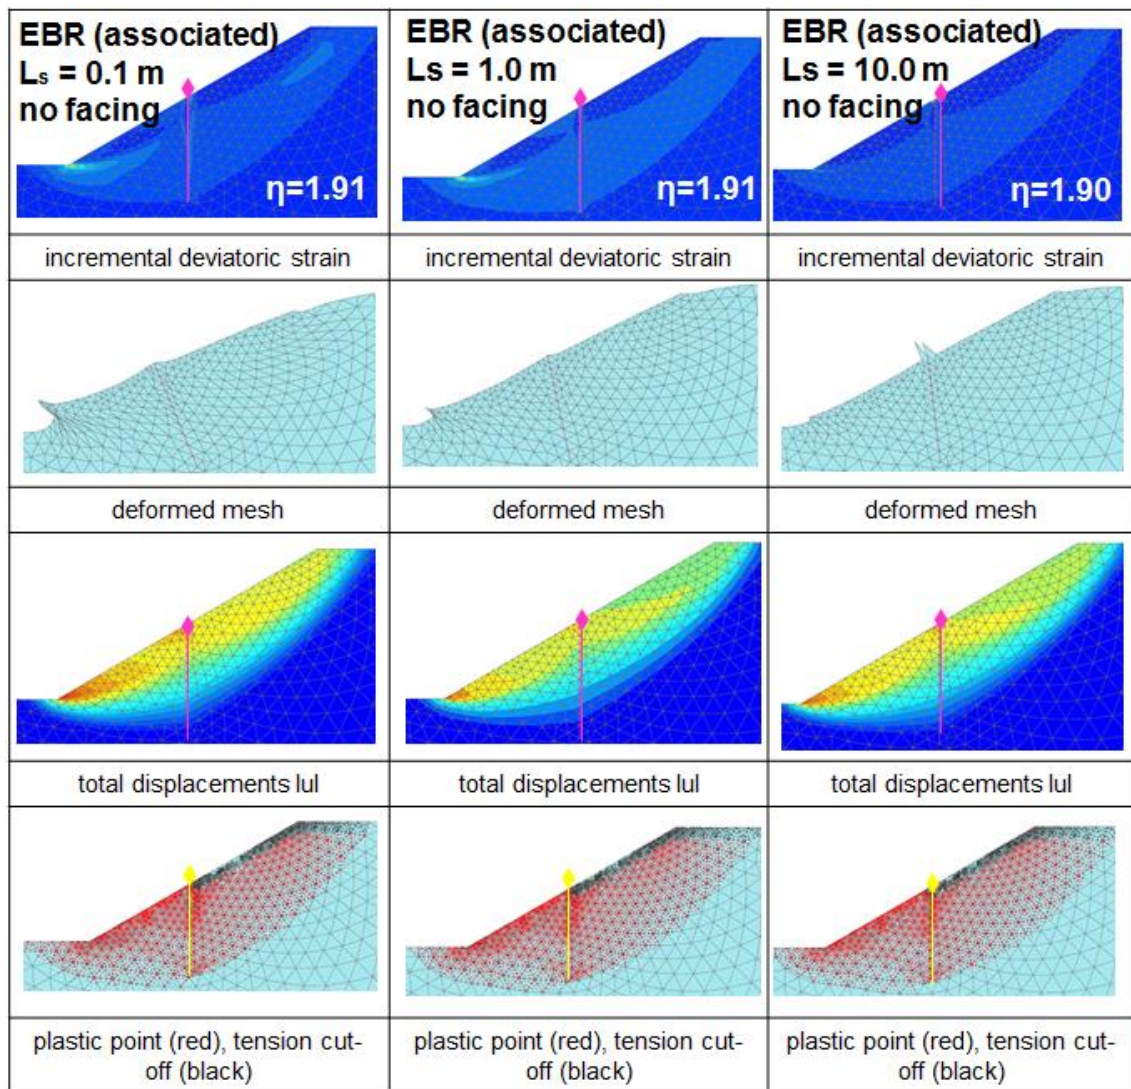 EBR (associated)
Ls = 0.1 m
no facing
η=1.91
EBR (associated)
Ls = 1.0 m
no facing
η=1.91
EBR (associated)
Ls = 10.0 m
no facing
η=1.90
incremental deviatoric strain
incremental deviatoric strain
incremental deviatoric strain
deformed mesh
deformed mesh
deformed mesh
total displacements lul
total displacements lul
total displacements lul
plastic point (red), tension cut-
off (black)
plastic point (red), tension cut-
off (black)
plastic point (red), tension cut-
off (black)